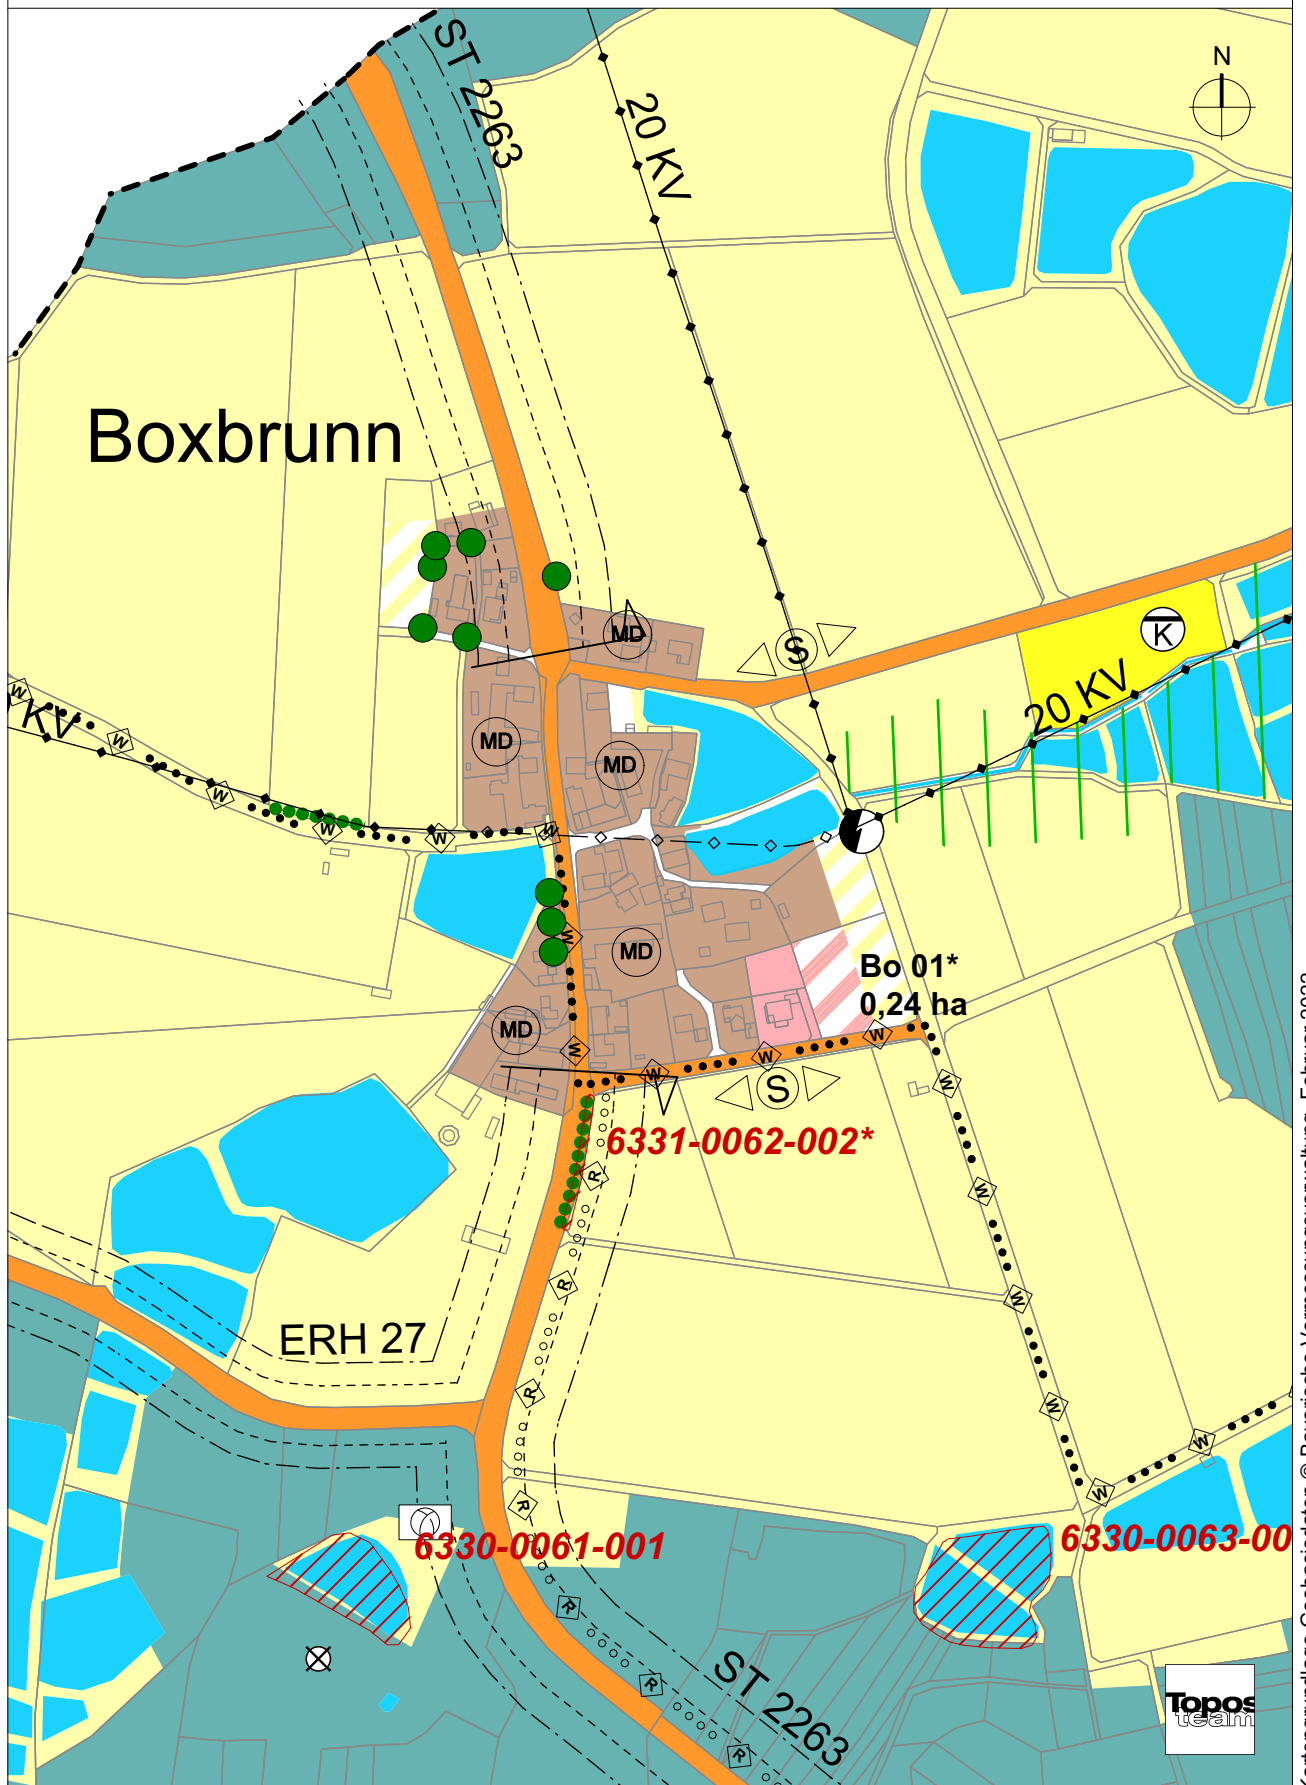 N
ST 2263
20 KV
Boxbrunn
MD
S
K
20 KV
W
KV
W
MD
MD
W
W
W
W
W
MD
Bo 01*
0,24 ha
MD
W
W
W
W
W
S
6331-0062-002*
R
W
R
W
ERH 27
R
W
W
W
R
6330-0061-001
6330-0063-00
R
ST 2263
R
R
Topos
team